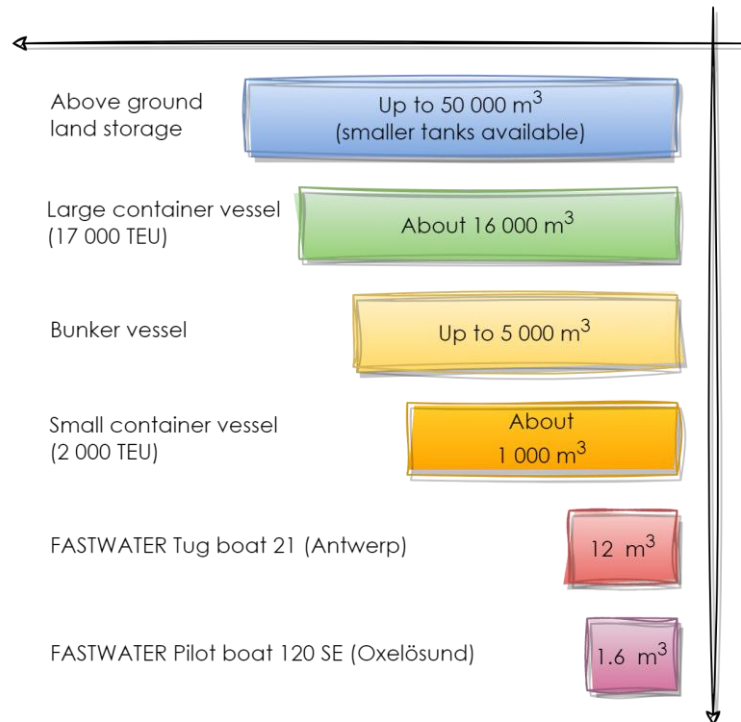 Above ground
land storage
Up to 50 000 m³
(smaller tanks available)
Large container vessel
(17 000 TEU)
About 16 000 m³
Bunker vessel
Up to 5 000 m³
Small container vessel
(2 000 TEU)
About
1 000 m³
FASTWATER Tug boat 21 (Antwerp)
12 m³
FASTWATER Pilot boat 120 SE (Oxelösund)
1.6 m³